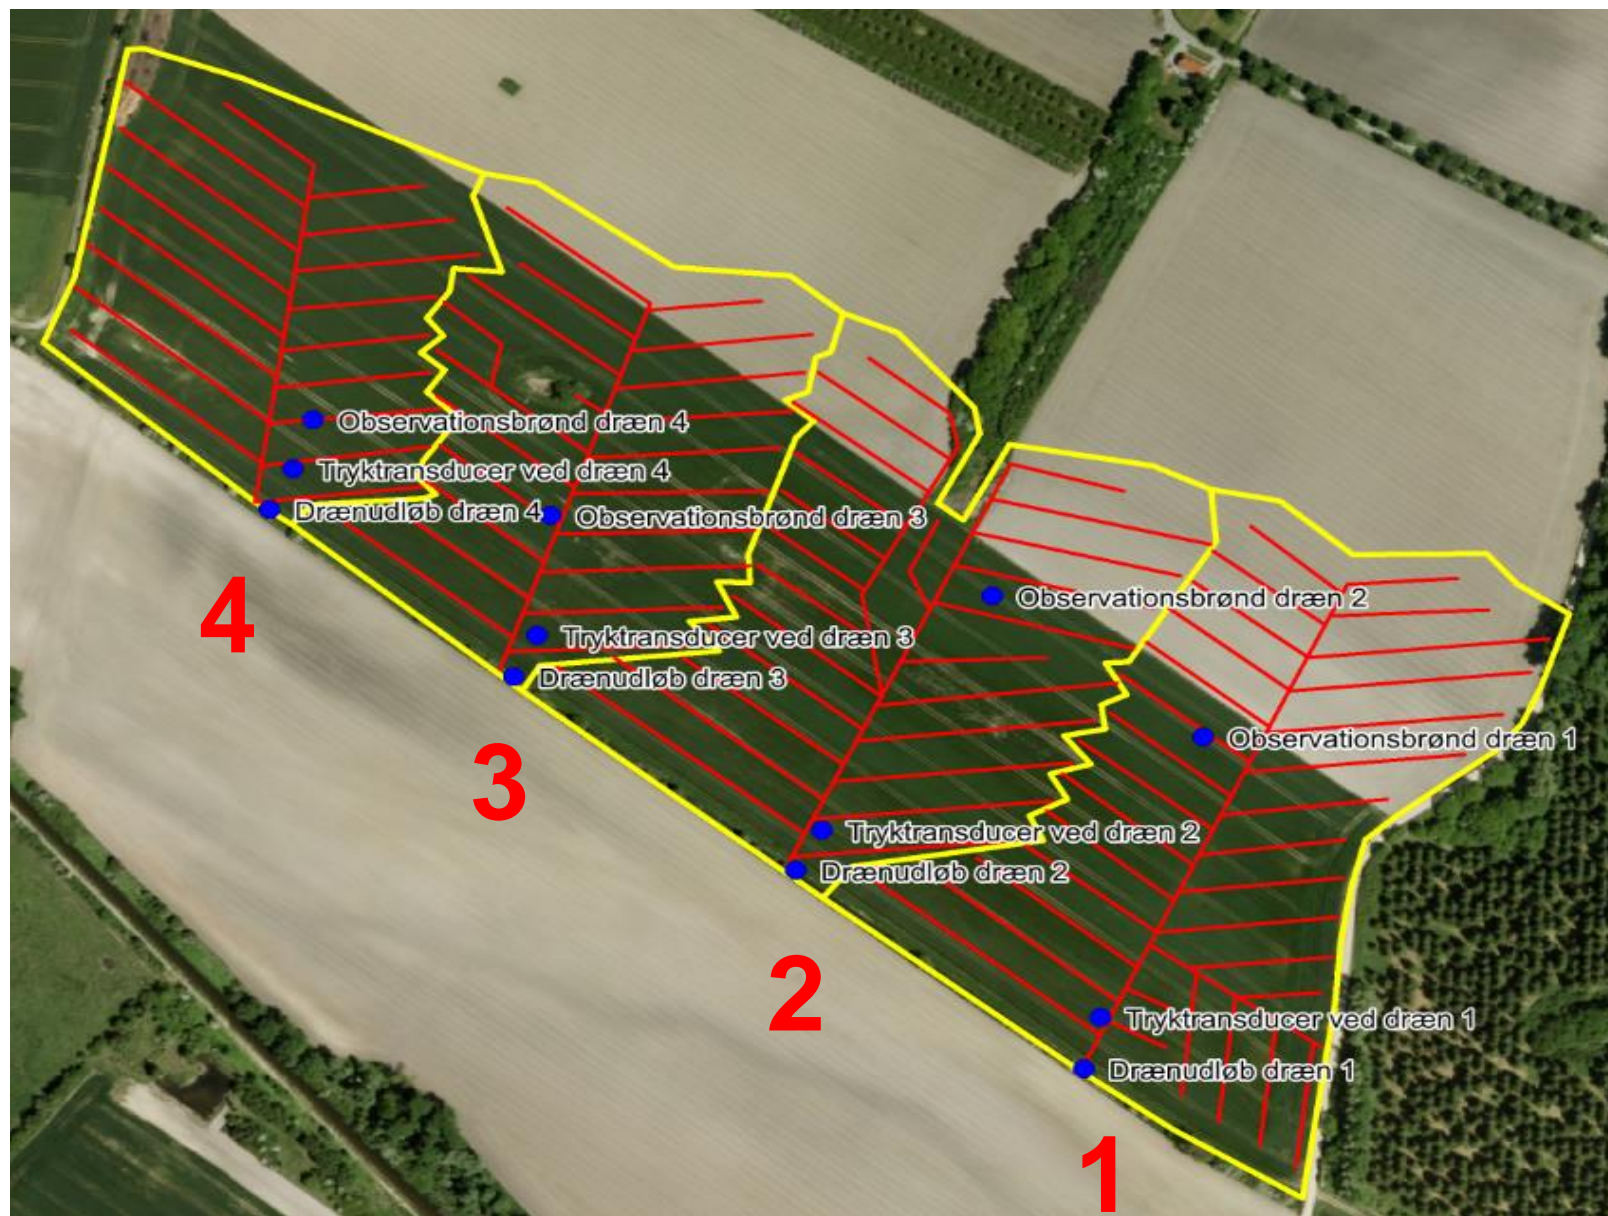 Observationsbrønd dræn 4
Tryktransducer ved dræn 4
Drænudløb dræn 4
Observationsbrønd dræn 3
4
Observationsbrønd dræn 2
Tryktransducer ved dræn 3
Drænudløb dræn 3
Observationsbrønd dræn 1
3
Tryktransducer ved dræn 2
Drænudløb dræn 2
2
Tryktransducer ved dræn 1
Drænudløb dræn 1
1